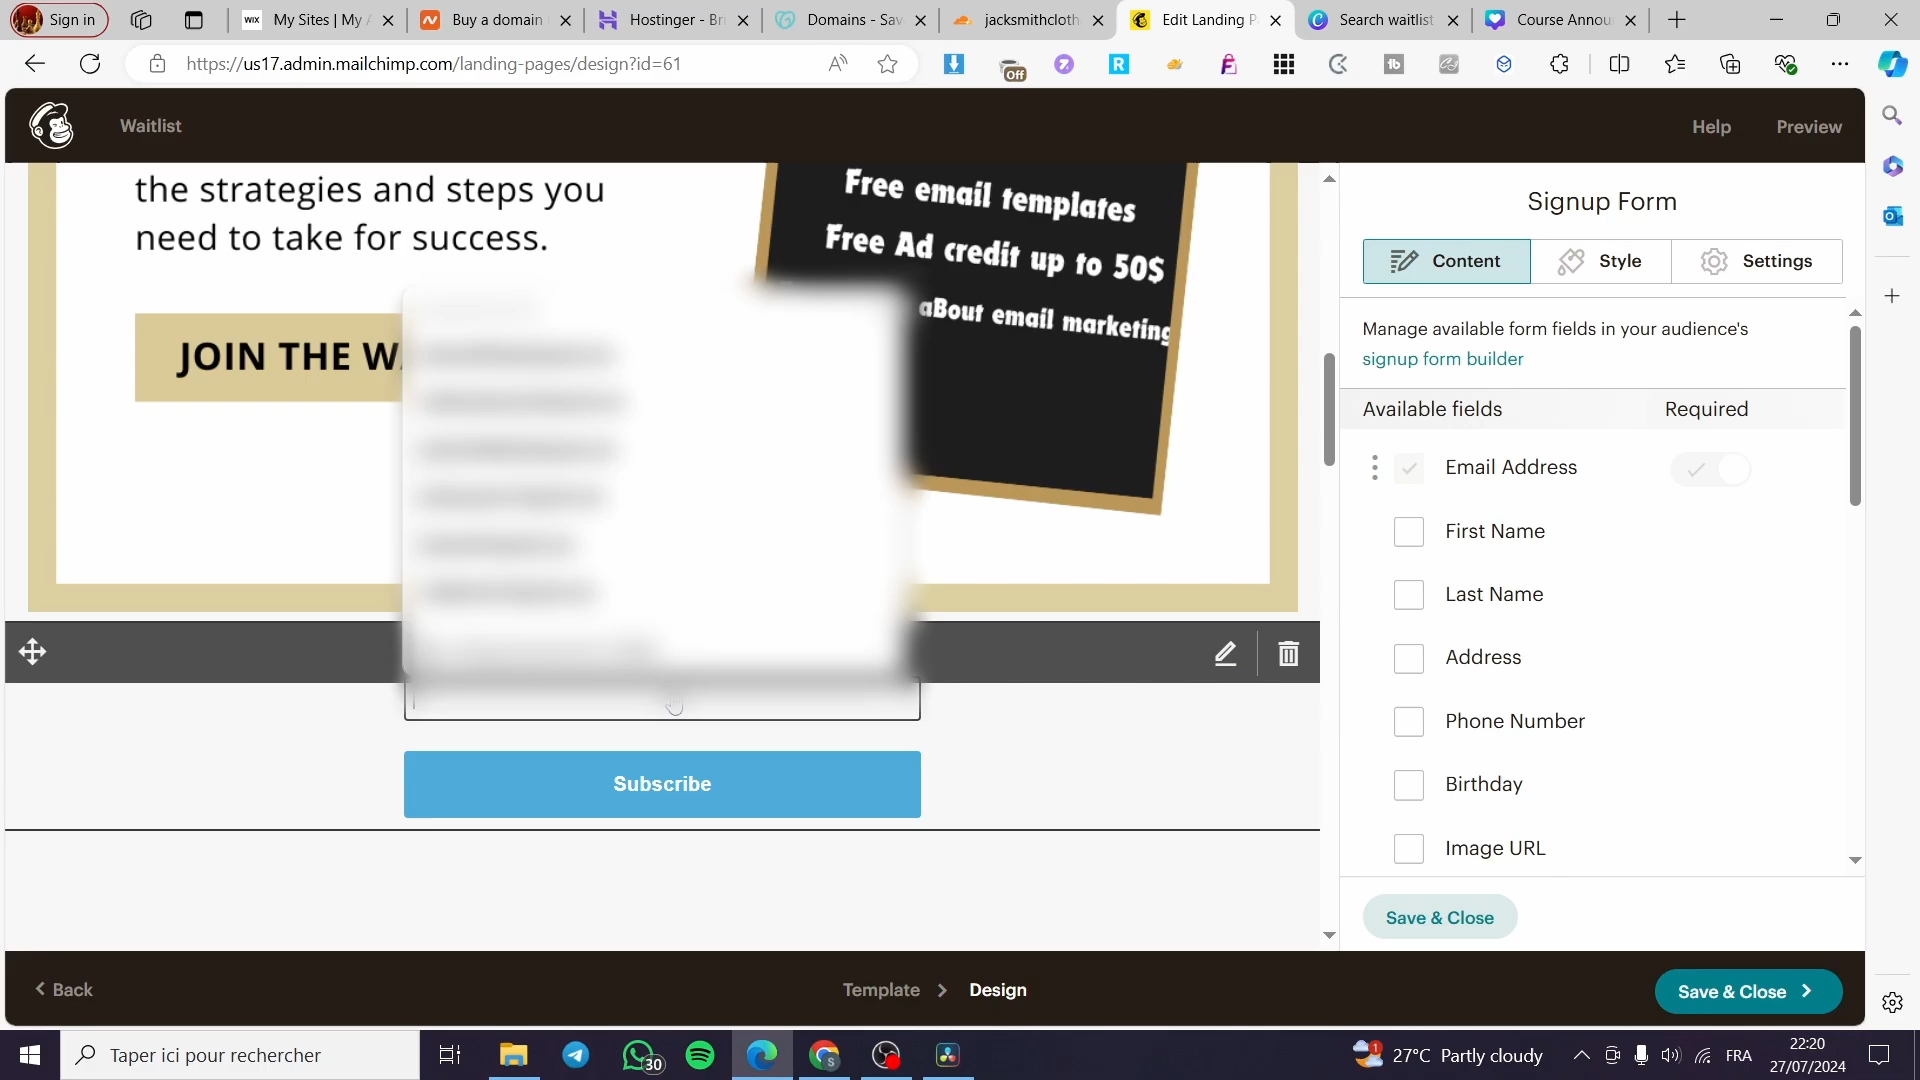 Sign in
WIX
My Sites | My A
Buy a domain
Hostinger - Bri
Domains - Sav
jacksmithcloth
Edit Landing P
Search waitlist
Course Annou
https://us17.admin.mailchimp.com/landing-pages/design?id=61
Off
Waitlist
Help
Preview
the strategies and steps you
need to take for success.
JOIN THE WA
Free email templates
Free Ad credit up to 50$
aBout email marketing
Subscribe
Signup Form
Content
Style
Settings
Manage available form fields in your audience's
signup form builder
Available fields
Required
Email Address
First Name
Last Name
Address
Phone Number
Birthday
Image URL
Save & Close
Back
Template
Design
Save & Close
Taper ici pour rechercher
30
27°C Partly cloudy
FRA
22:20
27/07/2024